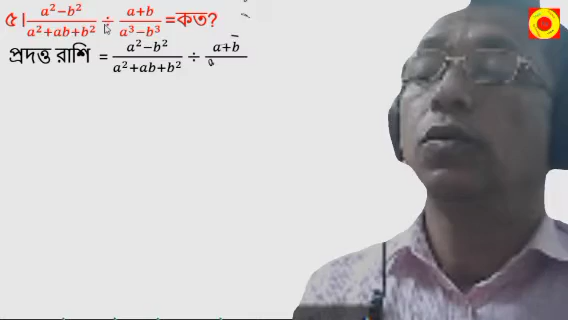 ৫। a²−b²/a²+ab+b² ÷ a+b/a³−b³ =কত?
প্রদত্ত রাশি = a²−b²/a²+ab+b² ÷ a+b/a